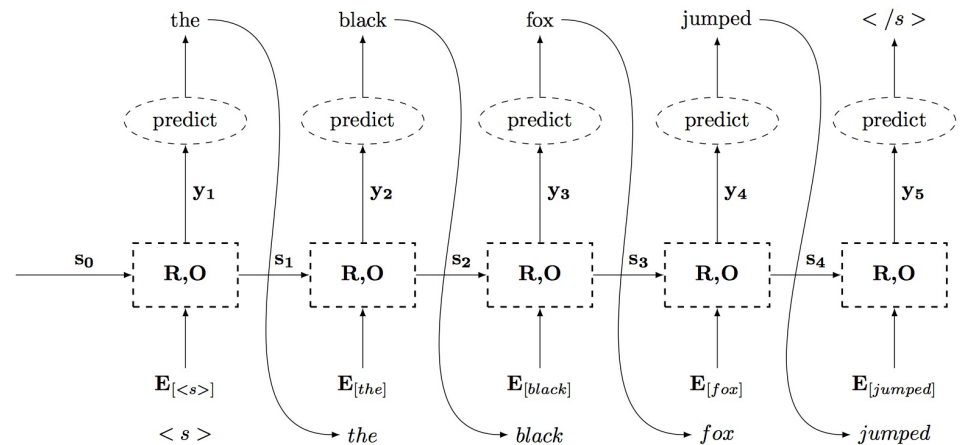 the black fox jumped </s>
predict predict predict predict predict
y1 y2 y3 y4 y5
s0 R,O s1 R,O s2 R,O s3 R,O s4 R,O
E[<s>] E[the] E[black] E[fox] E[jumped]
<s> the black fox jumped